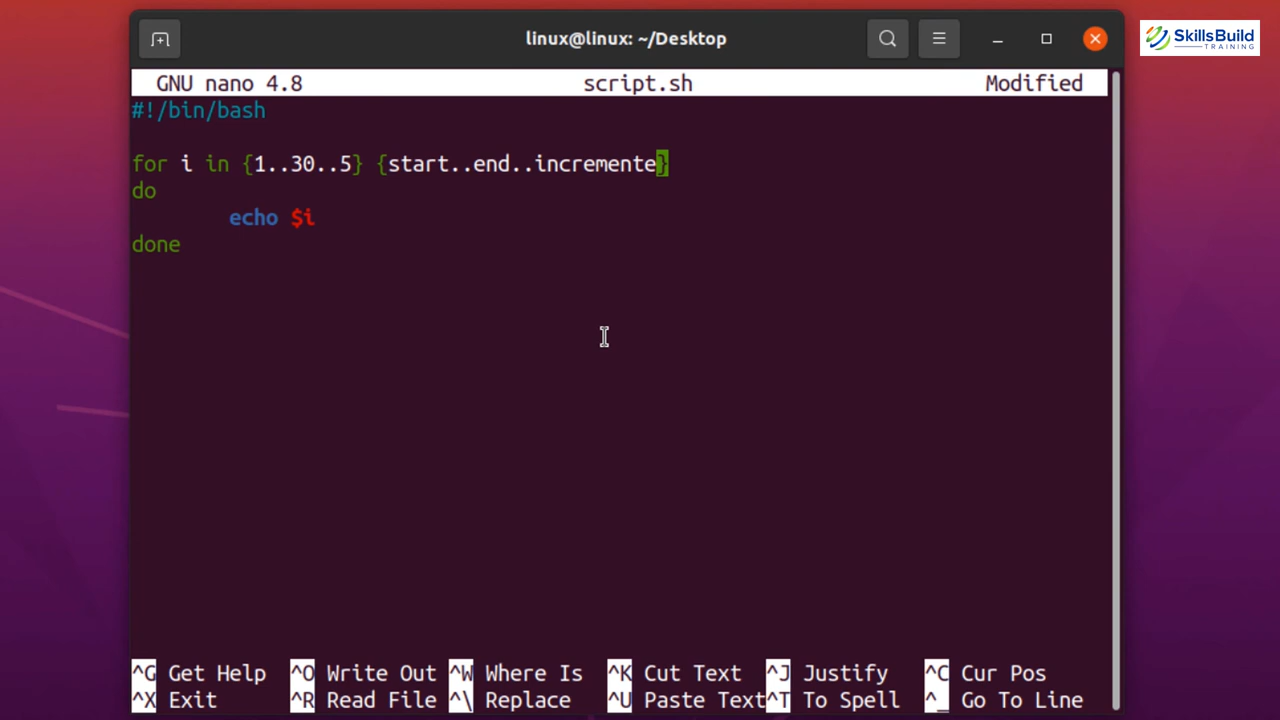 linux@linux: ~/Desktop
SkillsBuild
TRAINING
GNU nano 4.8 script.sh Modified
#!/bin/bash
for i in {1..30..5} {start..end..incremente}
do
echo $i
done
^G Get Help ^O Write Out ^W Where Is ^K Cut Text ^J Justify ^C Cur Pos
^X Exit ^R Read File ^\ Replace ^U Paste Text^T To Spell ^_ Go To Line